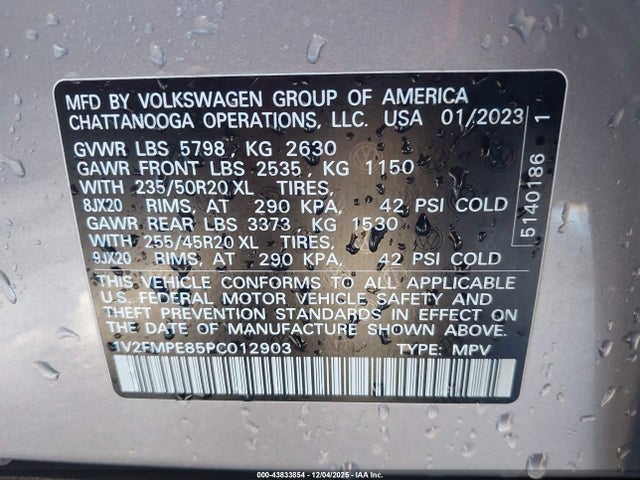 MFD BY VOLKSWAGEN GROUP OF AMERICA
CHATTANOOGA OPERATIONS, LLC. USA 01/2023
GVWR LBS 5798, KG 2630
GAWR FRONT LBS 2535, KG 1150
WITH 235/50R20 XL TIRES,
8JX20 RIMS, AT 290 KPA, 42 PSI COLD
GAWR REAR LBS 3373, KG 1530
WITH 255/45R20 XL TIRES,
9JX20 RIMS, AT 290 KPA, 42 PSI COLD
THIS VEHICLE CONFORMS TO ALL APPLICABLE
U.S. FEDERAL MOTOR VEHICLE SAFETY AND
THEFT PREVENTION STANDARDS IN EFFECT ON
THE DATE OF MANUFACTURE SHOWN ABOVE.
1V2FMPE85PC012903 TYPE: MPV
5140186 1
000-43833854 - 12/04/2025 - IAA Inc.